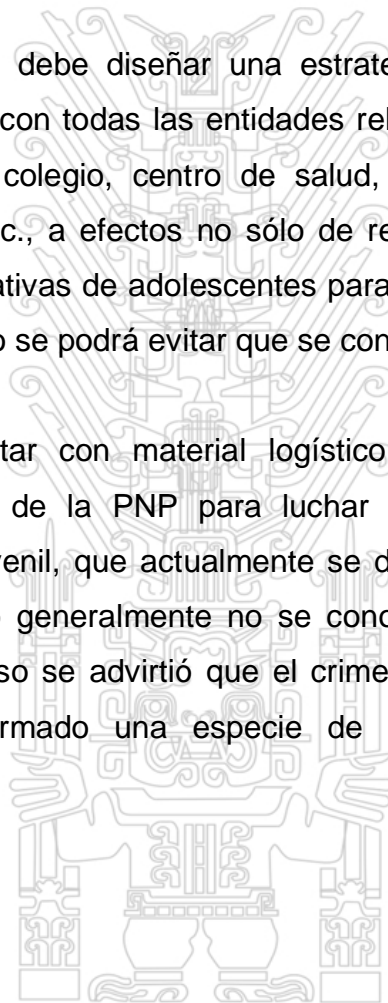 debe diseñar una estrate
con todas las entidades rel
colegio, centro de salud,
c., a efectos no sólo de re
ativas de adolescentes para
o se podrá evitar que se con
tar con material logístico
de la PNP para luchar
venil, que actualmente se d
generalmente no se cono
so se advirtió que el crime
rmado una especie de